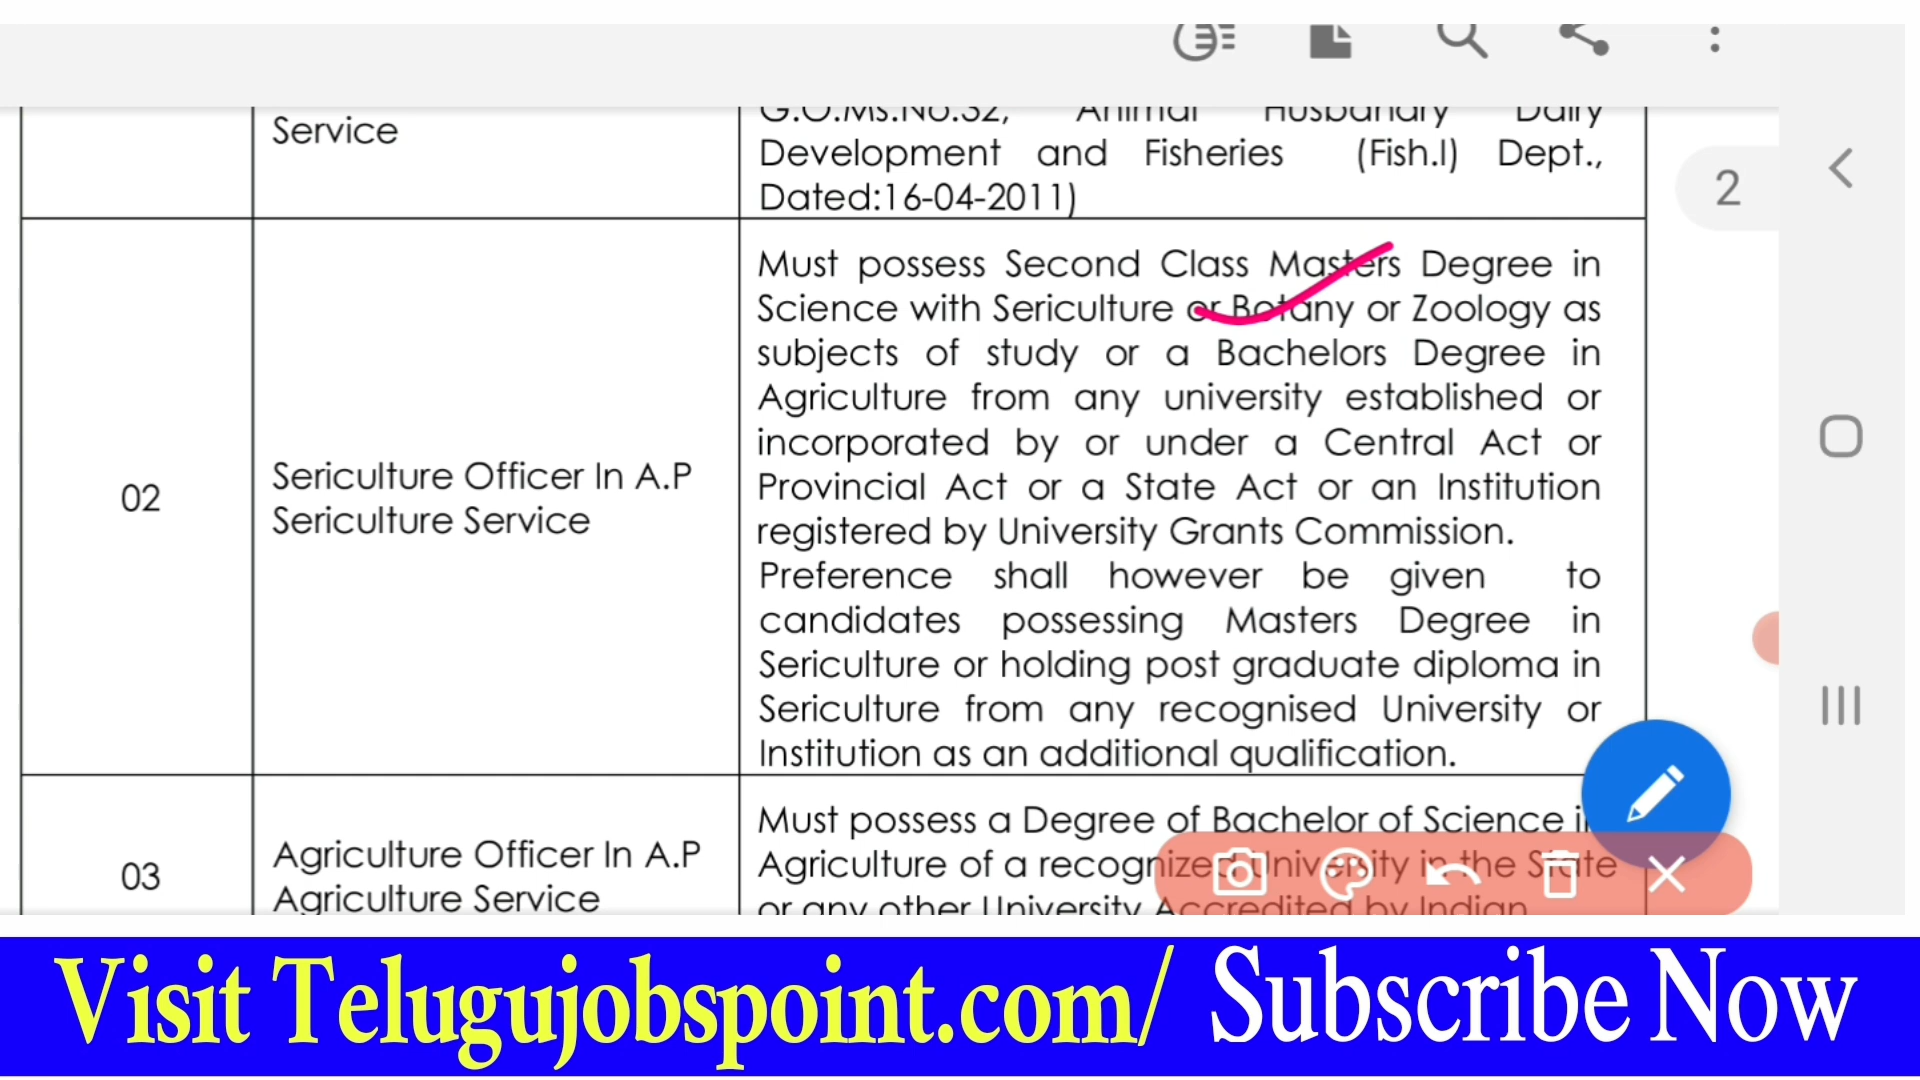 Service
G.O.Ms.No.32, Animal Husbandry Dairy
Development and Fisheries (Fish.I) Dept.,
Dated:16-04-2011)
2
02
Sericulture Officer In A.P
Sericulture Service
Must possess Second Class Masters Degree in
Science with Sericulture or Botany or Zoology as
subjects of study or a Bachelors Degree in
Agriculture from any university established or
incorporated by or under a Central Act or
Provincial Act or a State Act or an Institution
registered by University Grants Commission.
Preference shall however be given to
candidates possessing Masters Degree in
Sericulture or holding post graduate diploma in
Sericulture from any recognised University or
Institution as an additional qualification.
03
Agriculture Officer In A.P
Agriculture Service
Must possess a Degree of Bachelor of Science in
Agriculture of a recognized University in the State
or any other University Accredited by Indian
Visit Telugujobspoint.com/ Subscribe Now